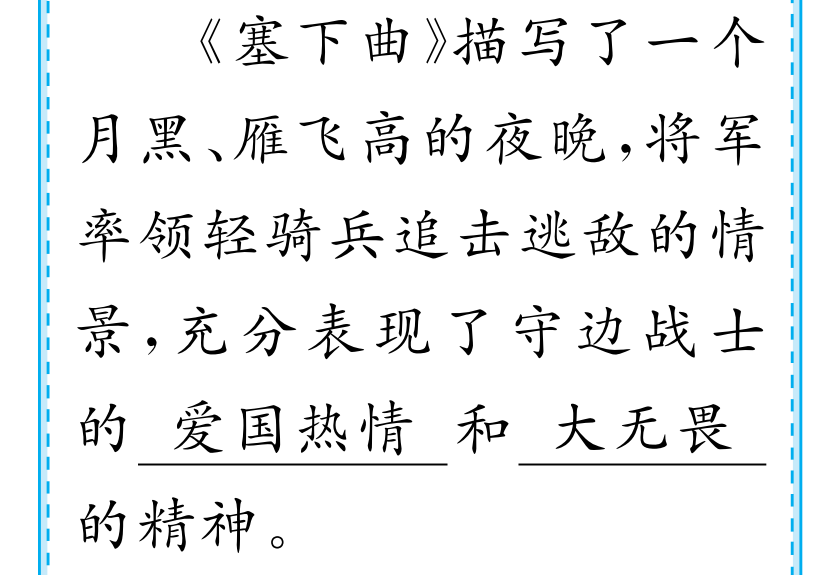 《塞下曲》描写了一个
月黑、雁飞高的夜晚,将军
率领轻骑兵追击逃敌的情
景,充分表现了守边战士
的 爱国热情 和 大无畏
的精神。